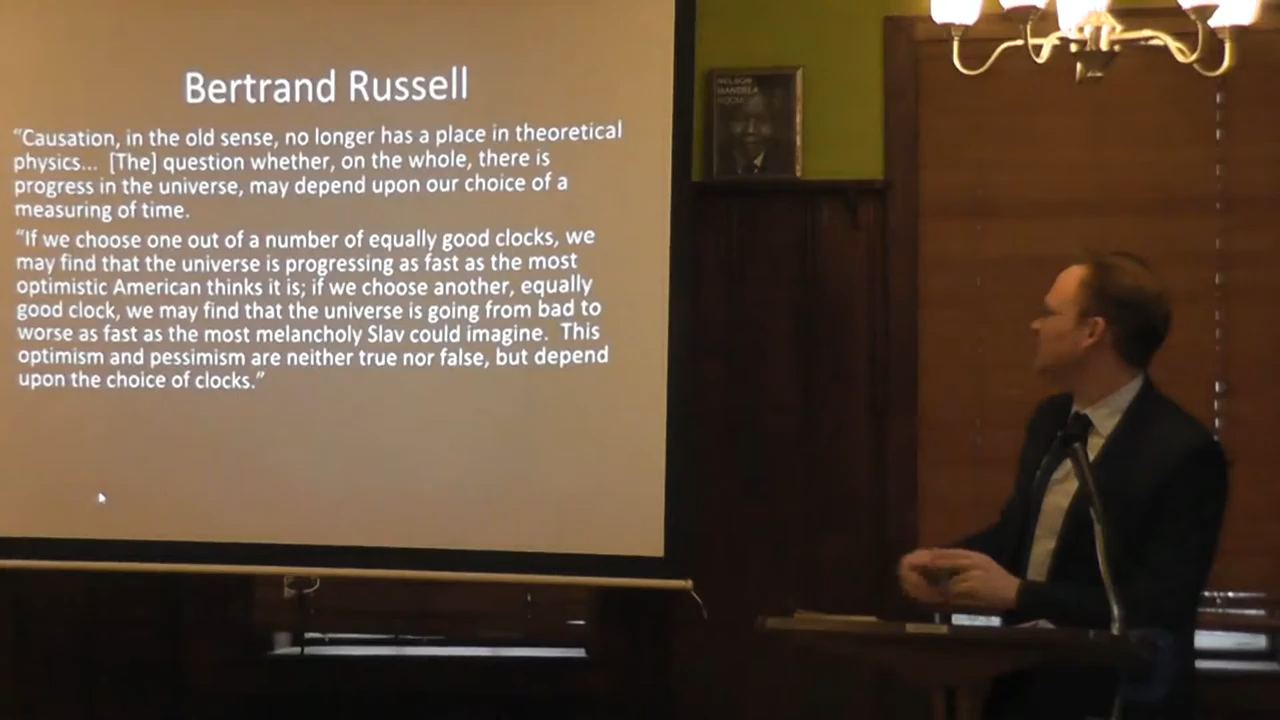 Bertrand Russell
“Causation, in the old sense, no longer has a place in theoretical
physics... [The] question whether, on the whole, there is
progress in the universe, may depend upon our choice of a
measuring of time.
“If we choose one out of a number of equally good clocks, we
may find that the universe is progressing as fast as the most
optimistic American thinks it is; if we choose another, equally
good clock, we may find that the universe is going from bad to
worse as fast as the most melancholy Slav could imagine. This
optimism and pessimism are neither true nor false, but depend
upon the choice of clocks.”
NELSON
MANDELA
ROOM